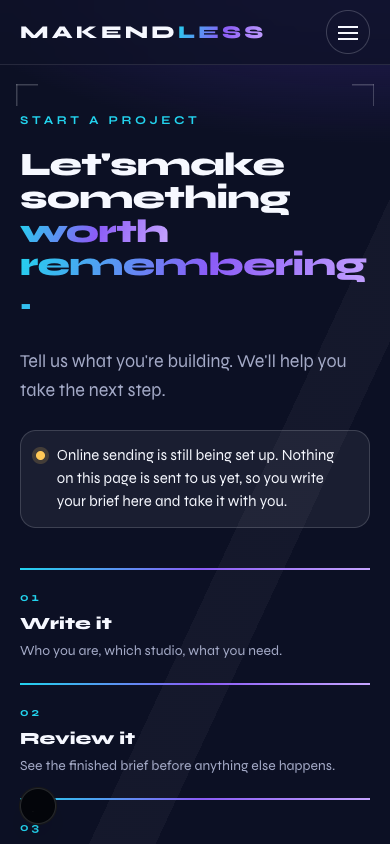 MAKENDLESS
START A PROJECT
Let'smake
something
worth
remembering
.
Tell us what you're building. We'll help you
take the next step.
Online sending is still being set up. Nothing
on this page is sent to us yet, so you write
your brief here and take it with you.
01
Write it
Who you are, which studio, what you need.
02
Review it
See the finished brief before anything else happens.
03